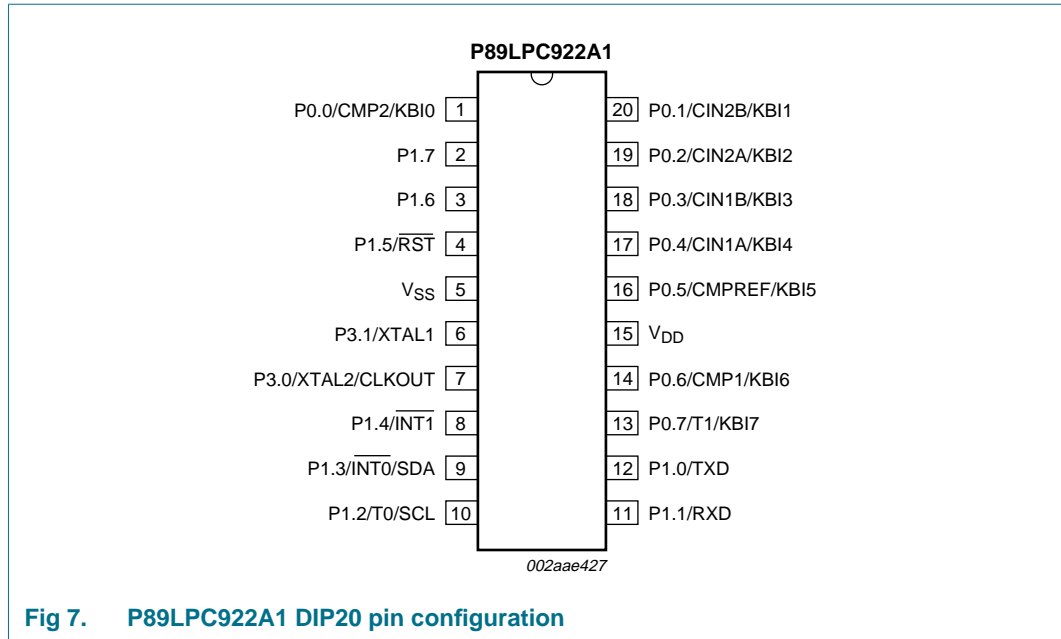 P89LPC922A1
P0.0/CMP2/KBI0 1 20 P0.1/CIN2B/KBI1
P1.7 2 19 P0.2/CIN2A/KBI2
P1.6 3 18 P0.3/CIN1B/KBI3
P1.5/RST 4 17 P0.4/CIN1A/KBI4
VSS 5 16 P0.5/CMPREF/KBI5
P3.1/XTAL1 6 15 VDD
P3.0/XTAL2/CLKOUT 7 14 P0.6/CMP1/KBI6
P1.4/INT1 8 13 P0.7/T1/KBI7
P1.3/INT0/SDA 9 12 P1.0/TXD
P1.2/T0/SCL 10 11 P1.1/RXD
002aae427
Fig 7. P89LPC922A1 DIP20 pin configuration